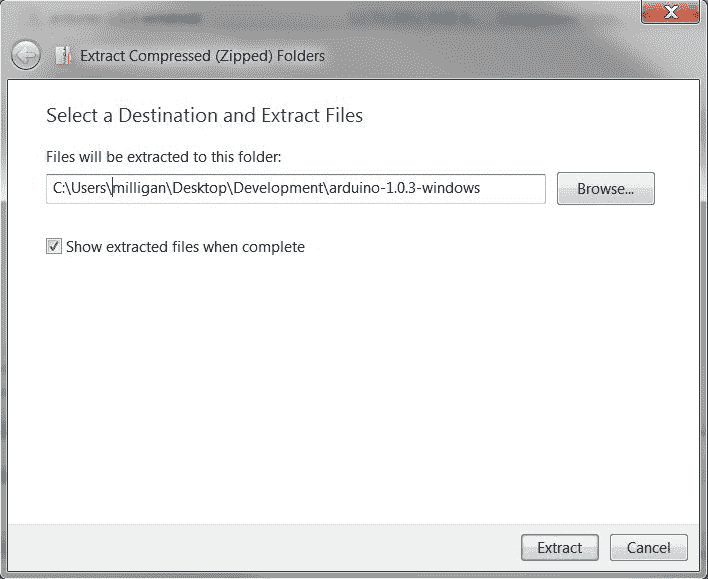 Extract Compressed (Zipped) Folders
Select a Destination and Extract Files
Files will be extracted to this folder:
C:\Users\milligan\Desktop\Development\arduino-1.0.3-windows
Browse...
Show extracted files when complete
Extract
Cancel